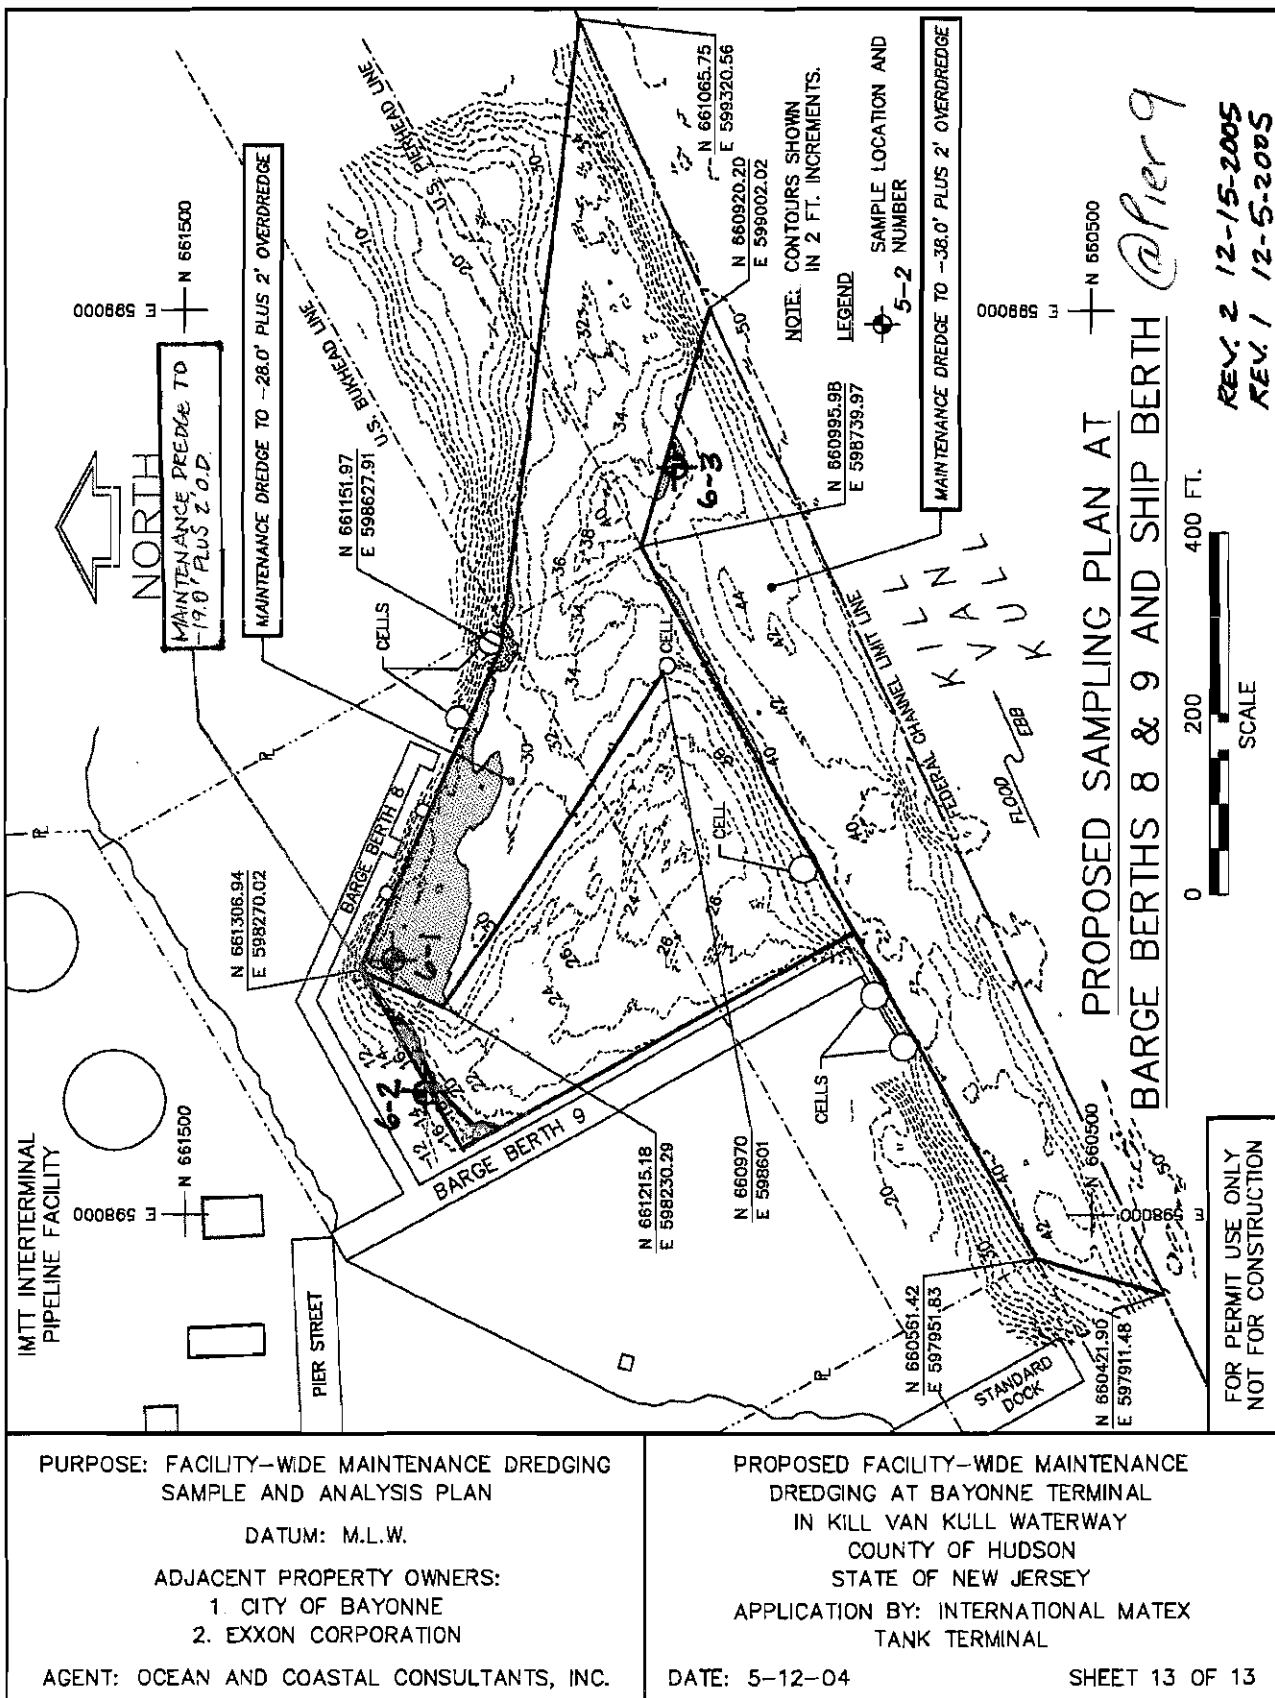 IMTT INTERTERMINAL
PIPELINE FACILITY
PIER STREET
N 661500
E 598000
NORTH
MAINTENANCE DREDGE TO
-19.0' PLUS 2' O.D.
MAINTENANCE DREDGE TO -28.0' PLUS 2' OVERDREDGE
E 599000
N 661500
N 661306.94
E 598270.02
N 661151.97
E 598627.91
CELLS
BARGE BERTH 8
U.S. BUKHEAD LINE
U.S. PIERHEAD LINE
N 661065.75
E 599320.56
N 660920.20
E 599002.02
N 660995.98
E 598739.97
NOTE: CONTOURS SHOWN
IN 2 FT. INCREMENTS.
LEGEND
5-2
SAMPLE LOCATION AND
NUMBER
MAINTENANCE DREDGE TO -38.0' PLUS 2' OVERDREDGE
6-1
6-2
6-3
BARGE BERTH 9
N 661215.18
E 598230.29
N 660970
E 598601
CELL
CELL
CELLS
N 660561.42
E 597951.83
N 660421.90
E 597911.48
STANDARD
DOCK
FEDERAL CHANNEL LIMIT LINE
KILL
VAN
KULL
FLOOD
EBB
N 660500
E 598000
E 599000
N 660500
PROPOSED SAMPLING PLAN AT
BARGE BERTHS 8 & 9 AND SHIP BERTH @ Pier 9
0 200 400 FT.
SCALE
REV. 2 12-15-2005
REV. 1 12-5-2005
FOR PERMIT USE ONLY
NOT FOR CONSTRUCTION
PURPOSE: FACILITY-WIDE MAINTENANCE DREDGING
SAMPLE AND ANALYSIS PLAN
DATUM: M.L.W.
ADJACENT PROPERTY OWNERS:
1. CITY OF BAYONNE
2. EXXON CORPORATION
AGENT: OCEAN AND COASTAL CONSULTANTS, INC.
PROPOSED FACILITY-WIDE MAINTENANCE
DREDGING AT BAYONNE TERMINAL
IN KILL VAN KULL WATERWAY
COUNTY OF HUDSON
STATE OF NEW JERSEY
APPLICATION BY: INTERNATIONAL MATEX
TANK TERMINAL
DATE: 5-12-04
SHEET 13 OF 13